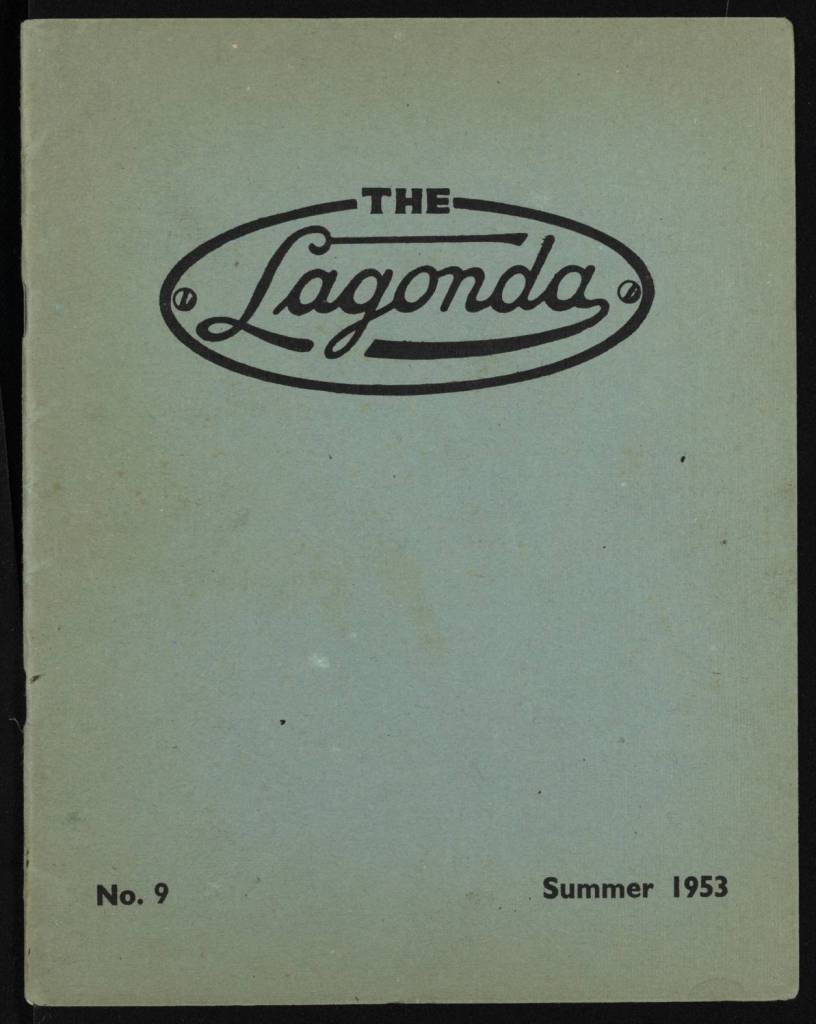 THE
Lagonda
No. 9
Summer 1953